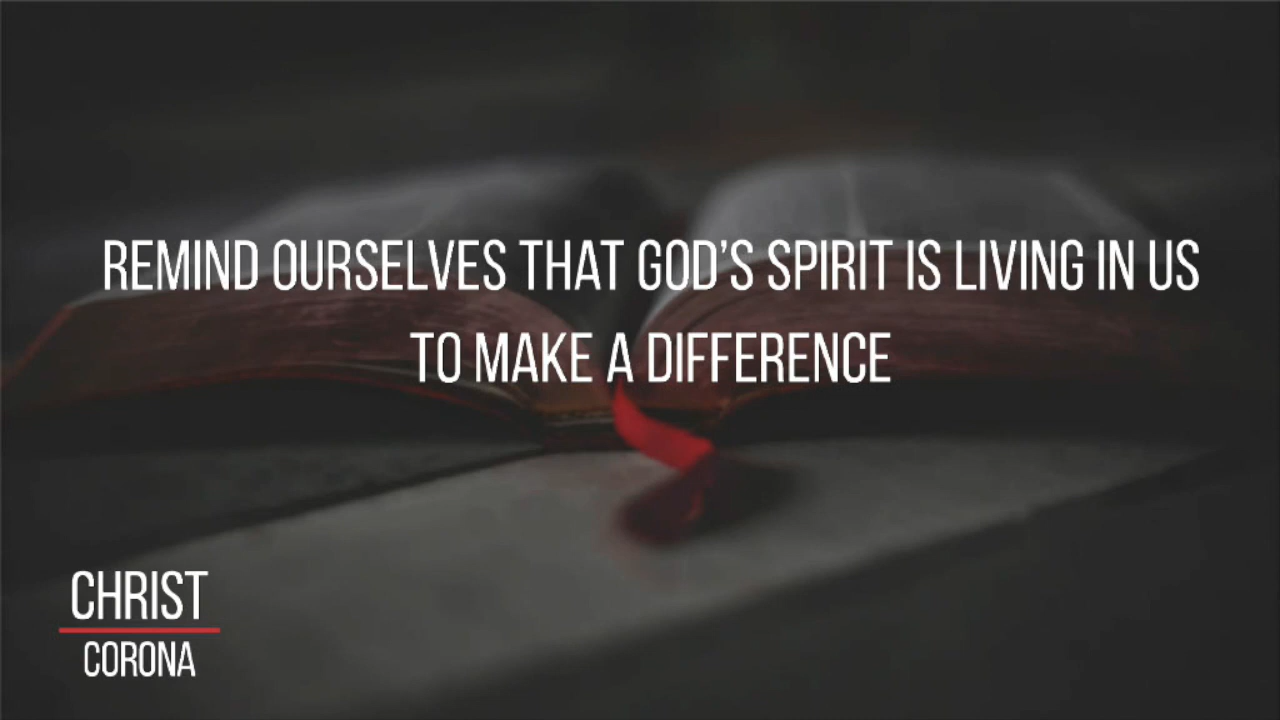 REMIND OURSELVES THAT GOD'S SPIRIT IS LIVING IN US
TO MAKE A DIFFERENCE
CHRIST
CORONA